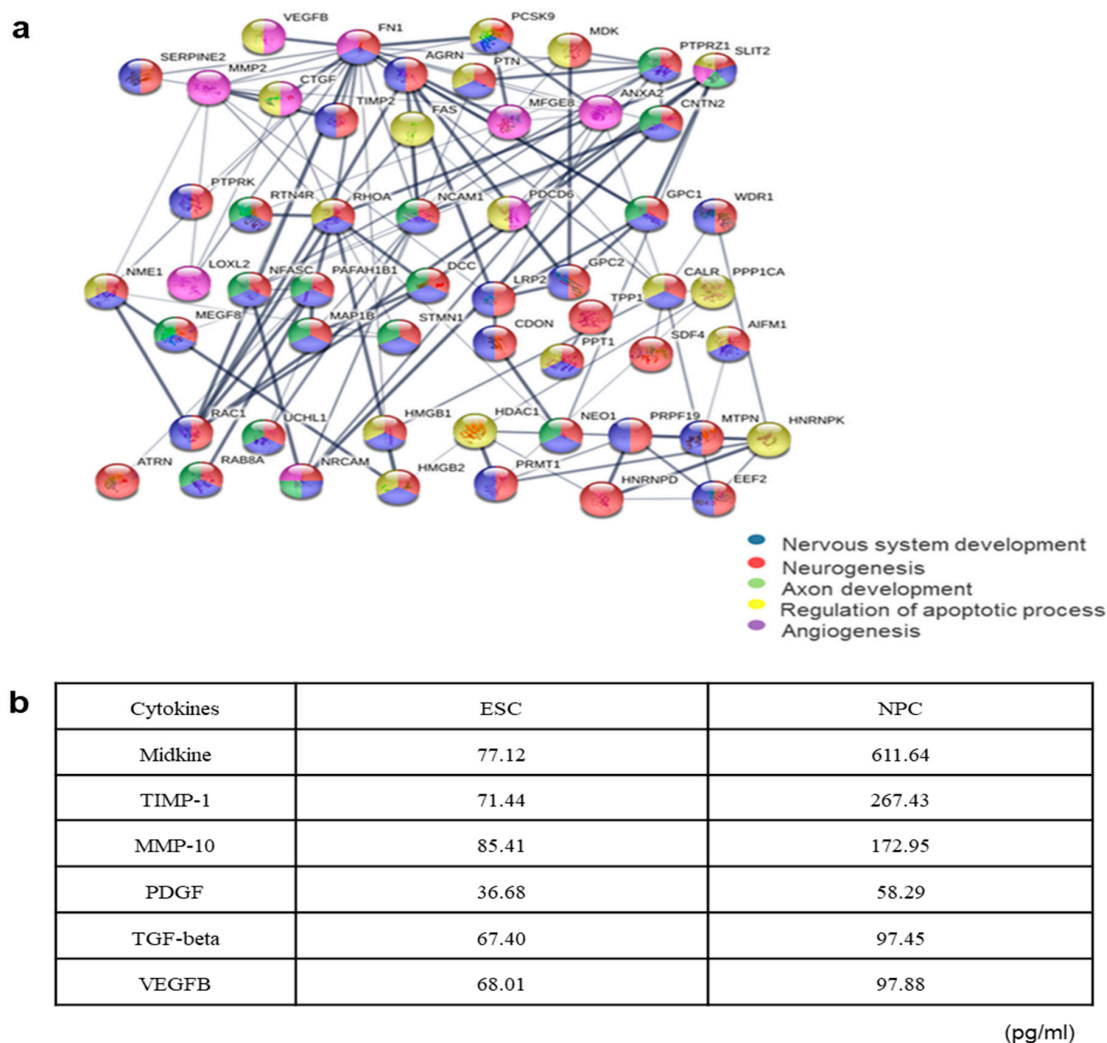 a
VEGFB FN1 PCSK9 MDK PTPRZ1 SLIT2
SERPINE2 MMP2 CTGF AGRN PTN
TIMP2 FAS MFGE8 ANXA2 CNTN2
PTPRK RTN4R RHOA NCAM1 PDCD6 GPC1 WDR1
NME1 LOXL2 NFASC PAFAH1B1 DCC LRP2 GPC2 CALR PPP1CA
MEGF8 MAP1B STMN1 CDON TPP1 SDF4 AIFM1
PPT1
RAC1 UCHL1 HMGB1 HDAC1 NEO1 PRPF19 MTPN HNRNPK
ATRN RAB8A NRCAM HMGB2 PRMT1 HNRNPD EEF2
Nervous system development
Neurogenesis
Axon development
Regulation of apoptotic process
Angiogenesis
b
Cytokines ESC NPC
Midkine 77.12 611.64
TIMP-1 71.44 267.43
MMP-10 85.41 172.95
PDGF 36.68 58.29
TGF-beta 67.40 97.45
VEGFB 68.01 97.88
(pg/ml)